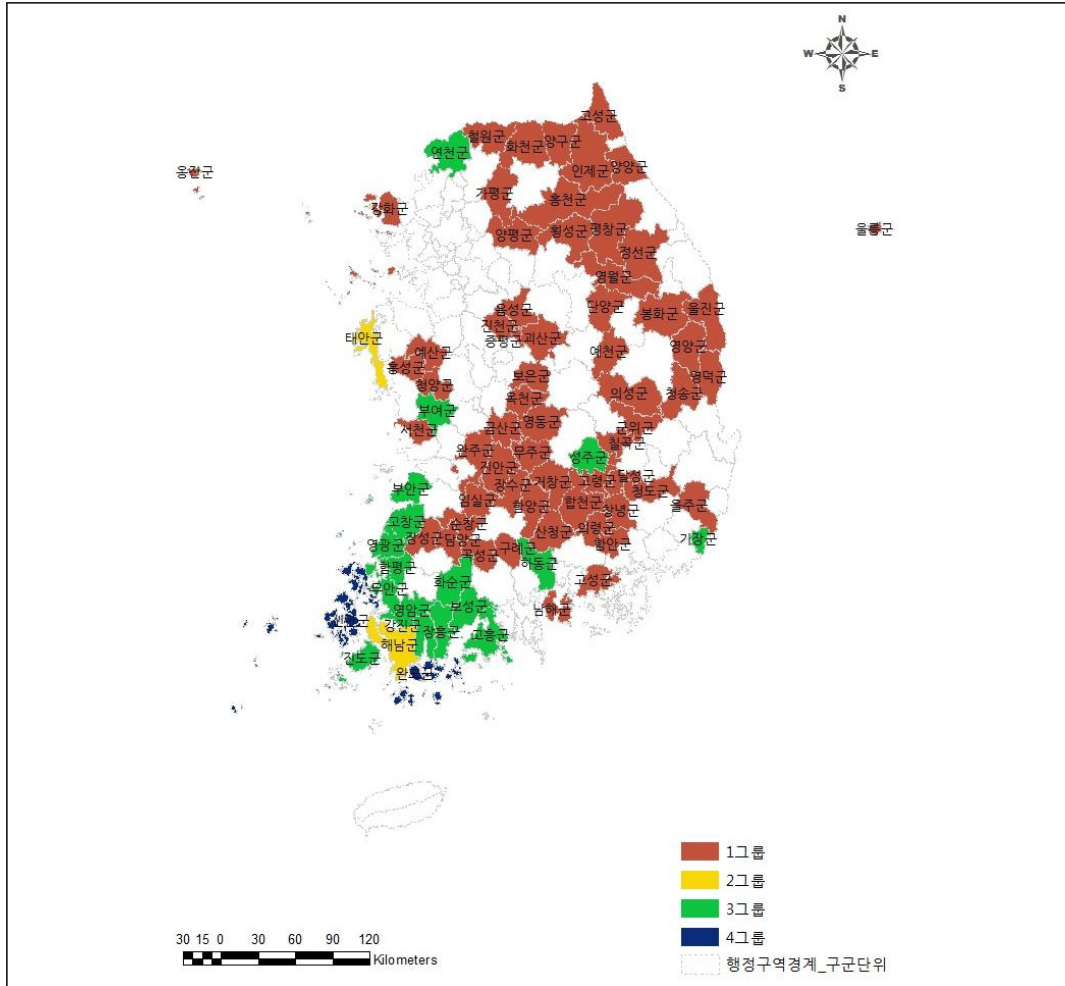 N
W E
S
고성군
철원군
화천군
양구군
연천군
인제군
양양군
옹진군
가평군
홍천군
강화군
양평군
횡성군
평창군
울릉군
정선군
영월군
음성군
단양군
봉화군
울진군
진천군
태안군
증평군
괴산군
예산군
예천군
영양군
홍성군
보은군
영덕군
청양군
의성군
청송군
옥천군
부여군
영동군
서천군
금산군
군위군
칠곡군
완주군
무주군
성주군
진안군
달성군
장수군
거창군
고령군
부안군
청도군
임실군
함양군
합천군
창녕군
울주군
고창군
순창군
의령군
장성군
담양군
산청군
영광군
함안군
기장군
곡성군
구례군
함평군
하동군
화순군
고성군
무안군
보성군
남해군
영암군
강진군
장흥군
고흥군
해남군
진도군
완도군
1그룹
2그룹
3그룹
4그룹
행정구역경계_구군단위
30 15 0 30 60 90 120
Kilometers